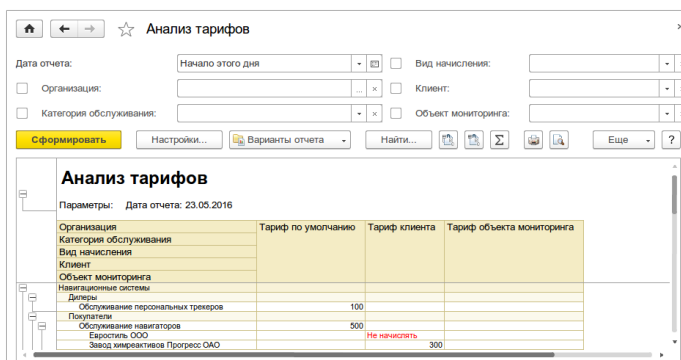 Анализ тарифов
Дата отчета: Начало этого дня Вид начисления:
Организация: Клиент:
Категория обслуживания: Объект мониторинга:
Сформировать Настройки... Варианты отчета Найти... Σ Еще ?
Анализ тарифов
Параметры: Дата отчета: 23.05.2016
Организация Тариф по умолчанию Тариф клиента Тариф объекта мониторинга
Категория обслуживания
Вид начисления
Клиент
Объект мониторинга
Навигационные системы
Дилеры
Обслуживание персональных трекеров 100
Покупатели
Обслуживание навигаторов 500
Евростиль ООО Не начислять
Завод химреактивов Прогресс ОАО 300